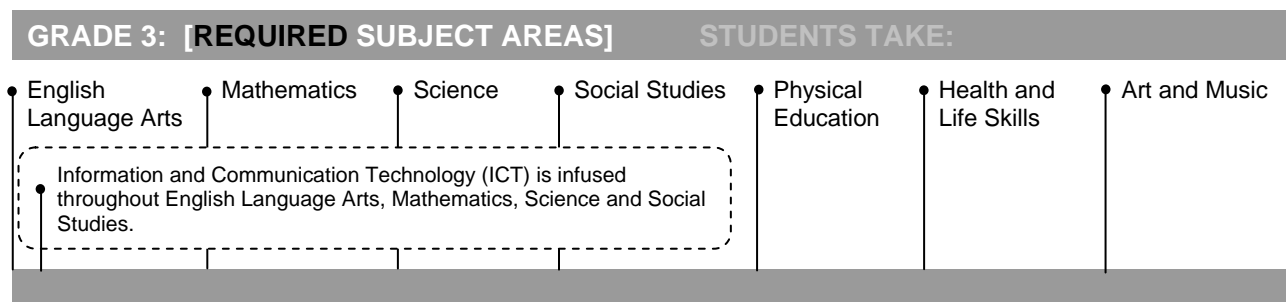 GRADE 3: [REQUIRED SUBJECT AREAS] STUDENTS TAKE:
English
Language Arts
Mathematics
Science
Social Studies
Physical
Education
Health and
Life Skills
Art and Music
Information and Communication Technology (ICT) is infused
throughout English Language Arts, Mathematics, Science and Social
Studies.